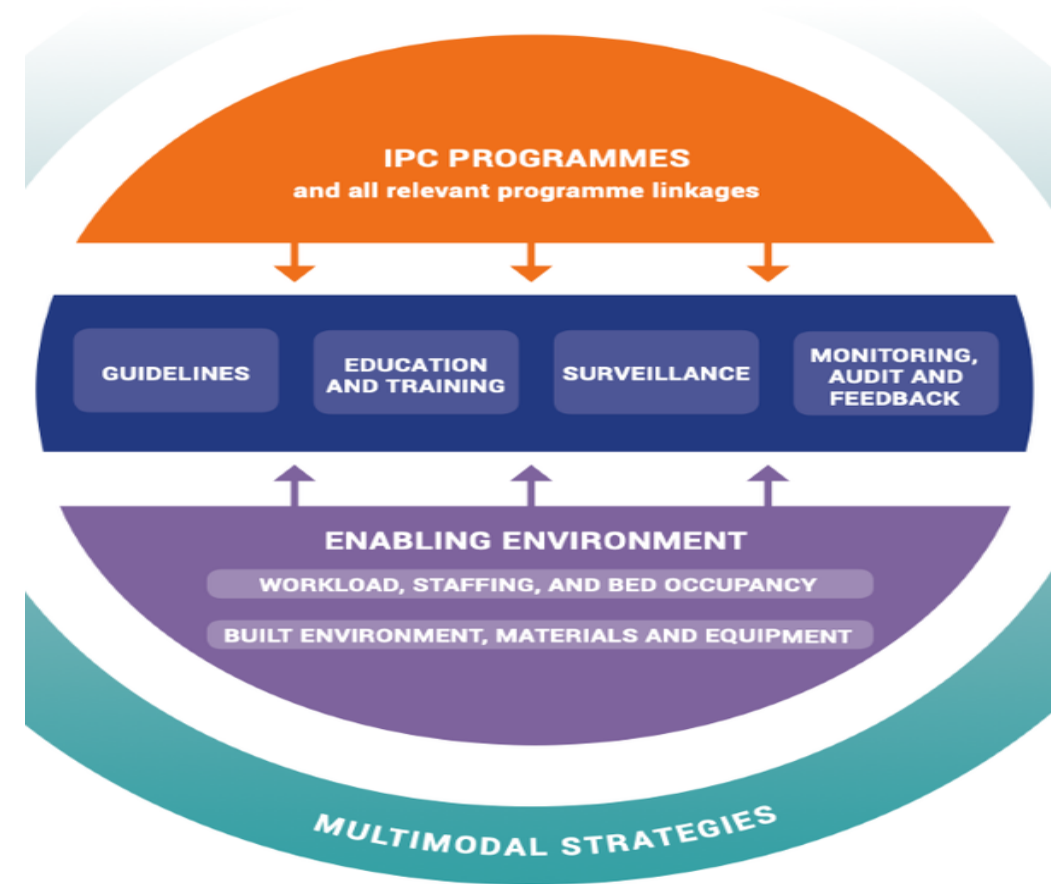 IPC PROGRAMMES
and all relevant programme linkages
GUIDELINES
EDUCATION
AND TRAINING
SURVEILLANCE
MONITORING,
AUDIT AND
FEEDBACK
ENABLING ENVIRONMENT
WORKLOAD, STAFFING, AND BED OCCUPANCY
BUILT ENVIRONMENT, MATERIALS AND EQUIPMENT
MULTIMODAL STRATEGIES